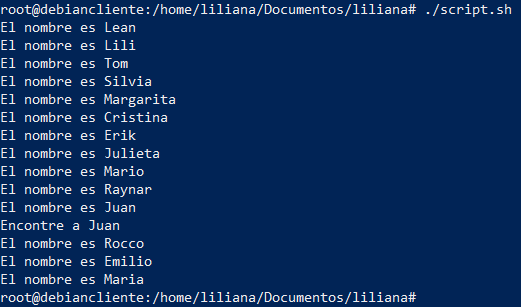 root@debiancliente:/home/liliana/Documentos/liliana# ./script.sh
El nombre es Lean
El nombre es Lili
El nombre es Tom
El nombre es Silvia
El nombre es Margarita
El nombre es Cristina
El nombre es Erik
El nombre es Julieta
El nombre es Mario
El nombre es Raynar
El nombre es Juan
Encontre a Juan
El nombre es Rocco
El nombre es Emilio
El nombre es Maria
root@debiancliente:/home/liliana/Documentos/liliana#